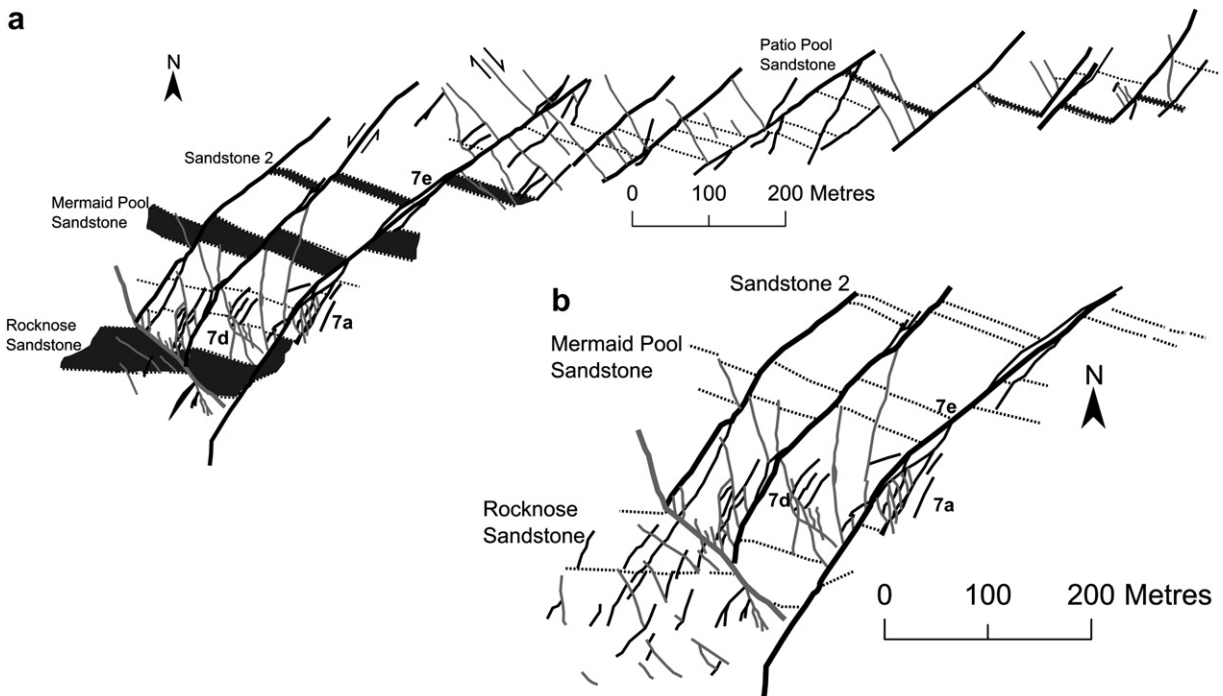 a
N
Patio Pool
Sandstone
Sandstone 2
7e
Mermaid Pool
Sandstone
0 100 200 Metres
Rocknose
Sandstone
7d
7a
b
Sandstone 2
Mermaid Pool
Sandstone
N
7e
7d
7a
Rocknose
Sandstone
0 100 200 Metres